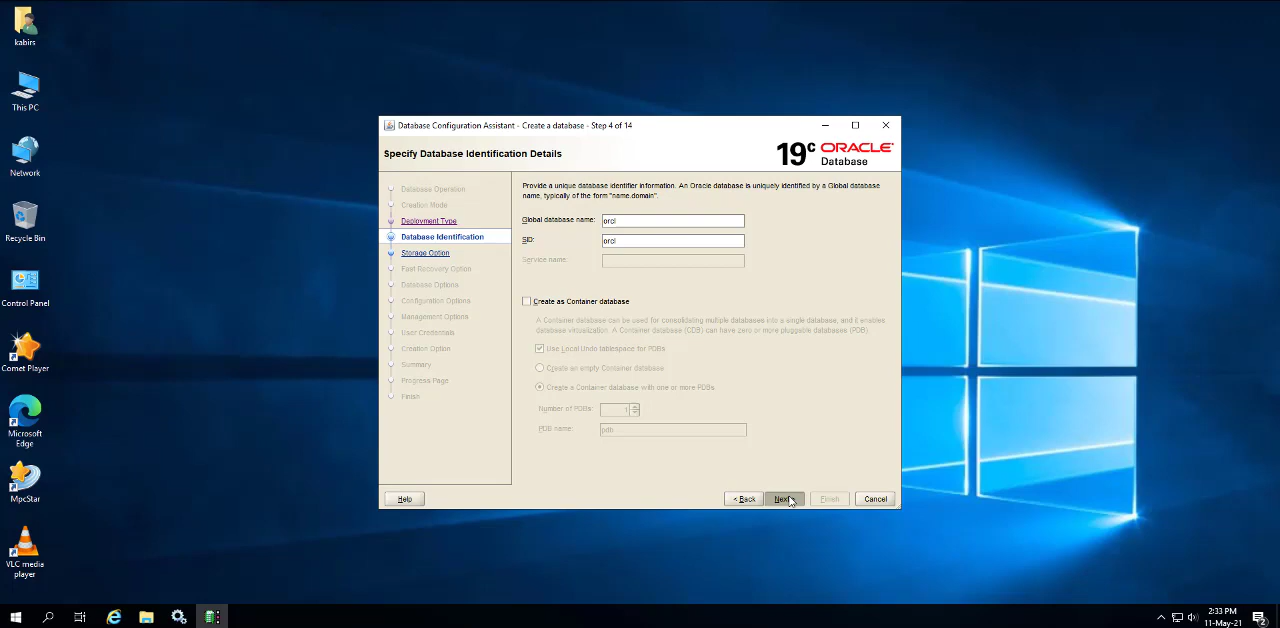 kabirs
This PC
Network
Recycle Bin
Control Panel
Comet Player
Microsoft
Edge
MpcStar
VLC media
player
Database Configuration Assistant - Create a database - Step 4 of 14
Specify Database Identification Details
19c ORACLE
Database
Database Operation
Creation Mode
Deployment Type
Database Identification
Storage Option
Fast Recovery Option
Database Options
Configuration Options
Management Options
User Credentials
Creation Option
Summary
Progress Page
Finish
Provide a unique database identifier information. An Oracle database is uniquely identified by a Global database
name, typically of the form "name.domain".
Global database name: orcl
SID: orcl
Service name:
Create as Container database
A Container database can be used for consolidating multiple databases into a single database, and it enables
database virtualization. A Container database (CDB) can have zero or more pluggable databases (PDB).
Use Local Undo tablespace for PDBs
Create an empty Container database
Create a Container database with one or more PDBs
Number of PDBs: 1
PDB name: pdb
Help
< Back
Next
Finish
Cancel
2:33 PM
11-May-21
2